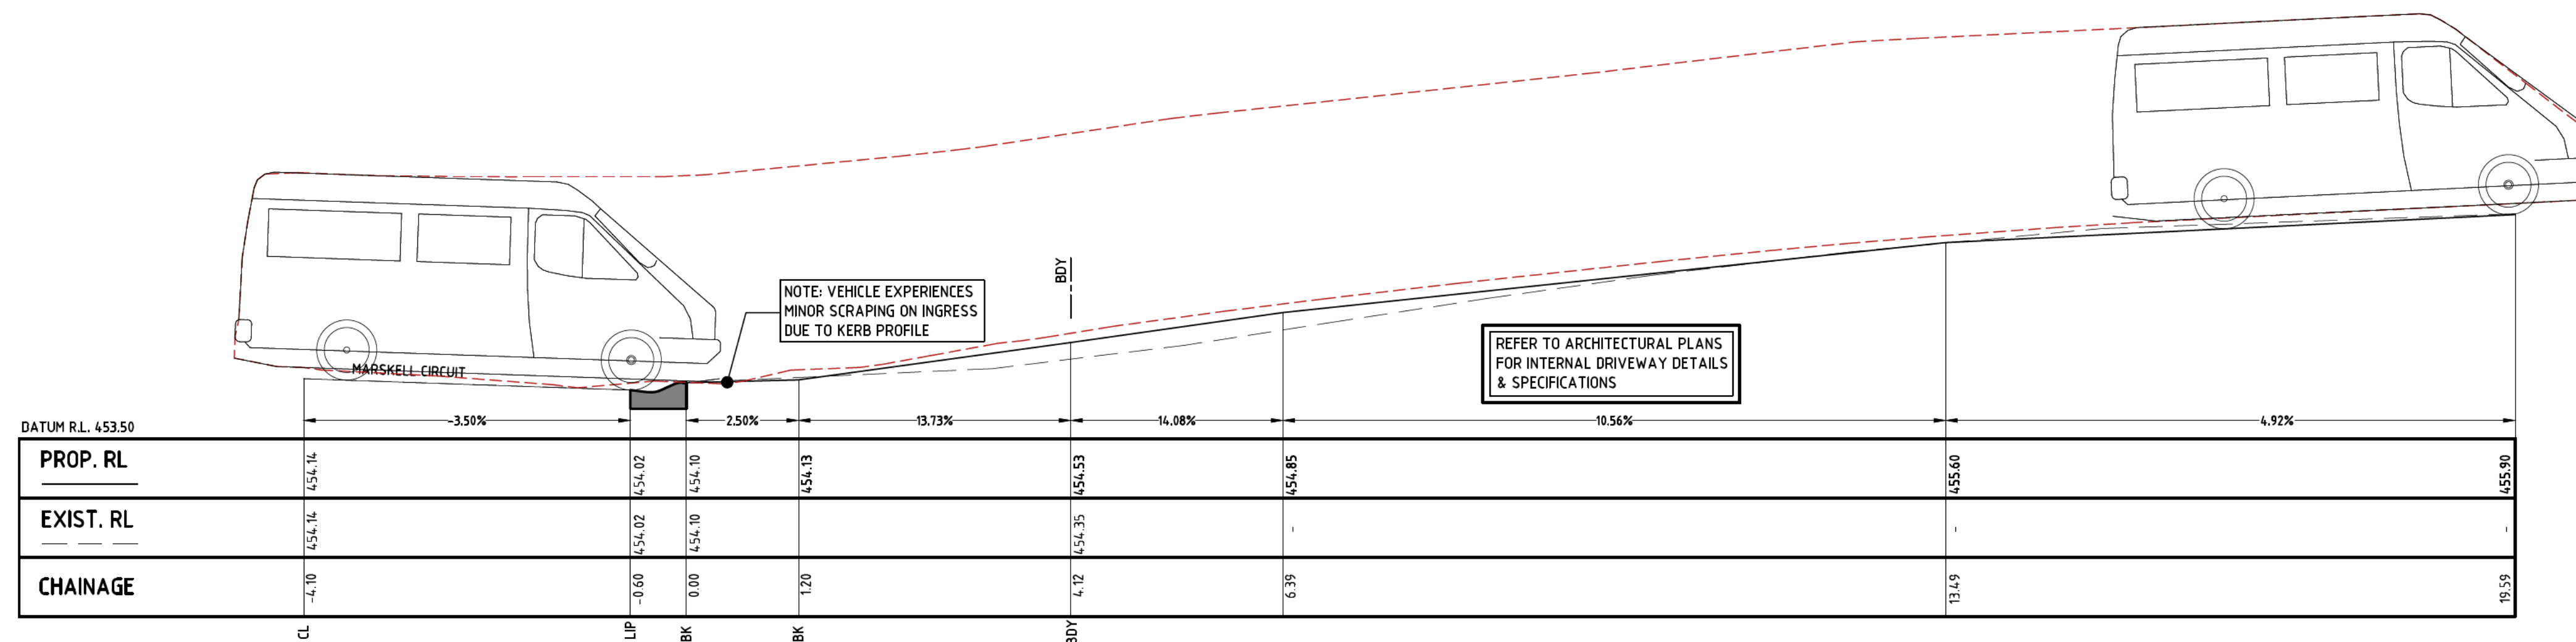 BDY
NOTE: VEHICLE EXPERIENCES
MINOR SCRAPING ON INGRESS
DUE TO KERB PROFILE
MARSKELL CIRCUIT
REFER TO ARCHITECTURAL PLANS
FOR INTERNAL DRIVEWAY DETAILS
& SPECIFICATIONS
DATUM R.L. 453.50
-3.50% 2.50% 13.73% 14.08% 10.56% 4.92%
PROP. RL 454.14 454.02 454.10 454.13 454.53 454.85 455.60 455.90
EXIST. RL 454.14 454.02 454.10 454.35 - - -
CHAINAGE -4.10 -0.60 0.00 1.20 4.12 6.39 13.49 19.59
CL LIP BK BK BDY